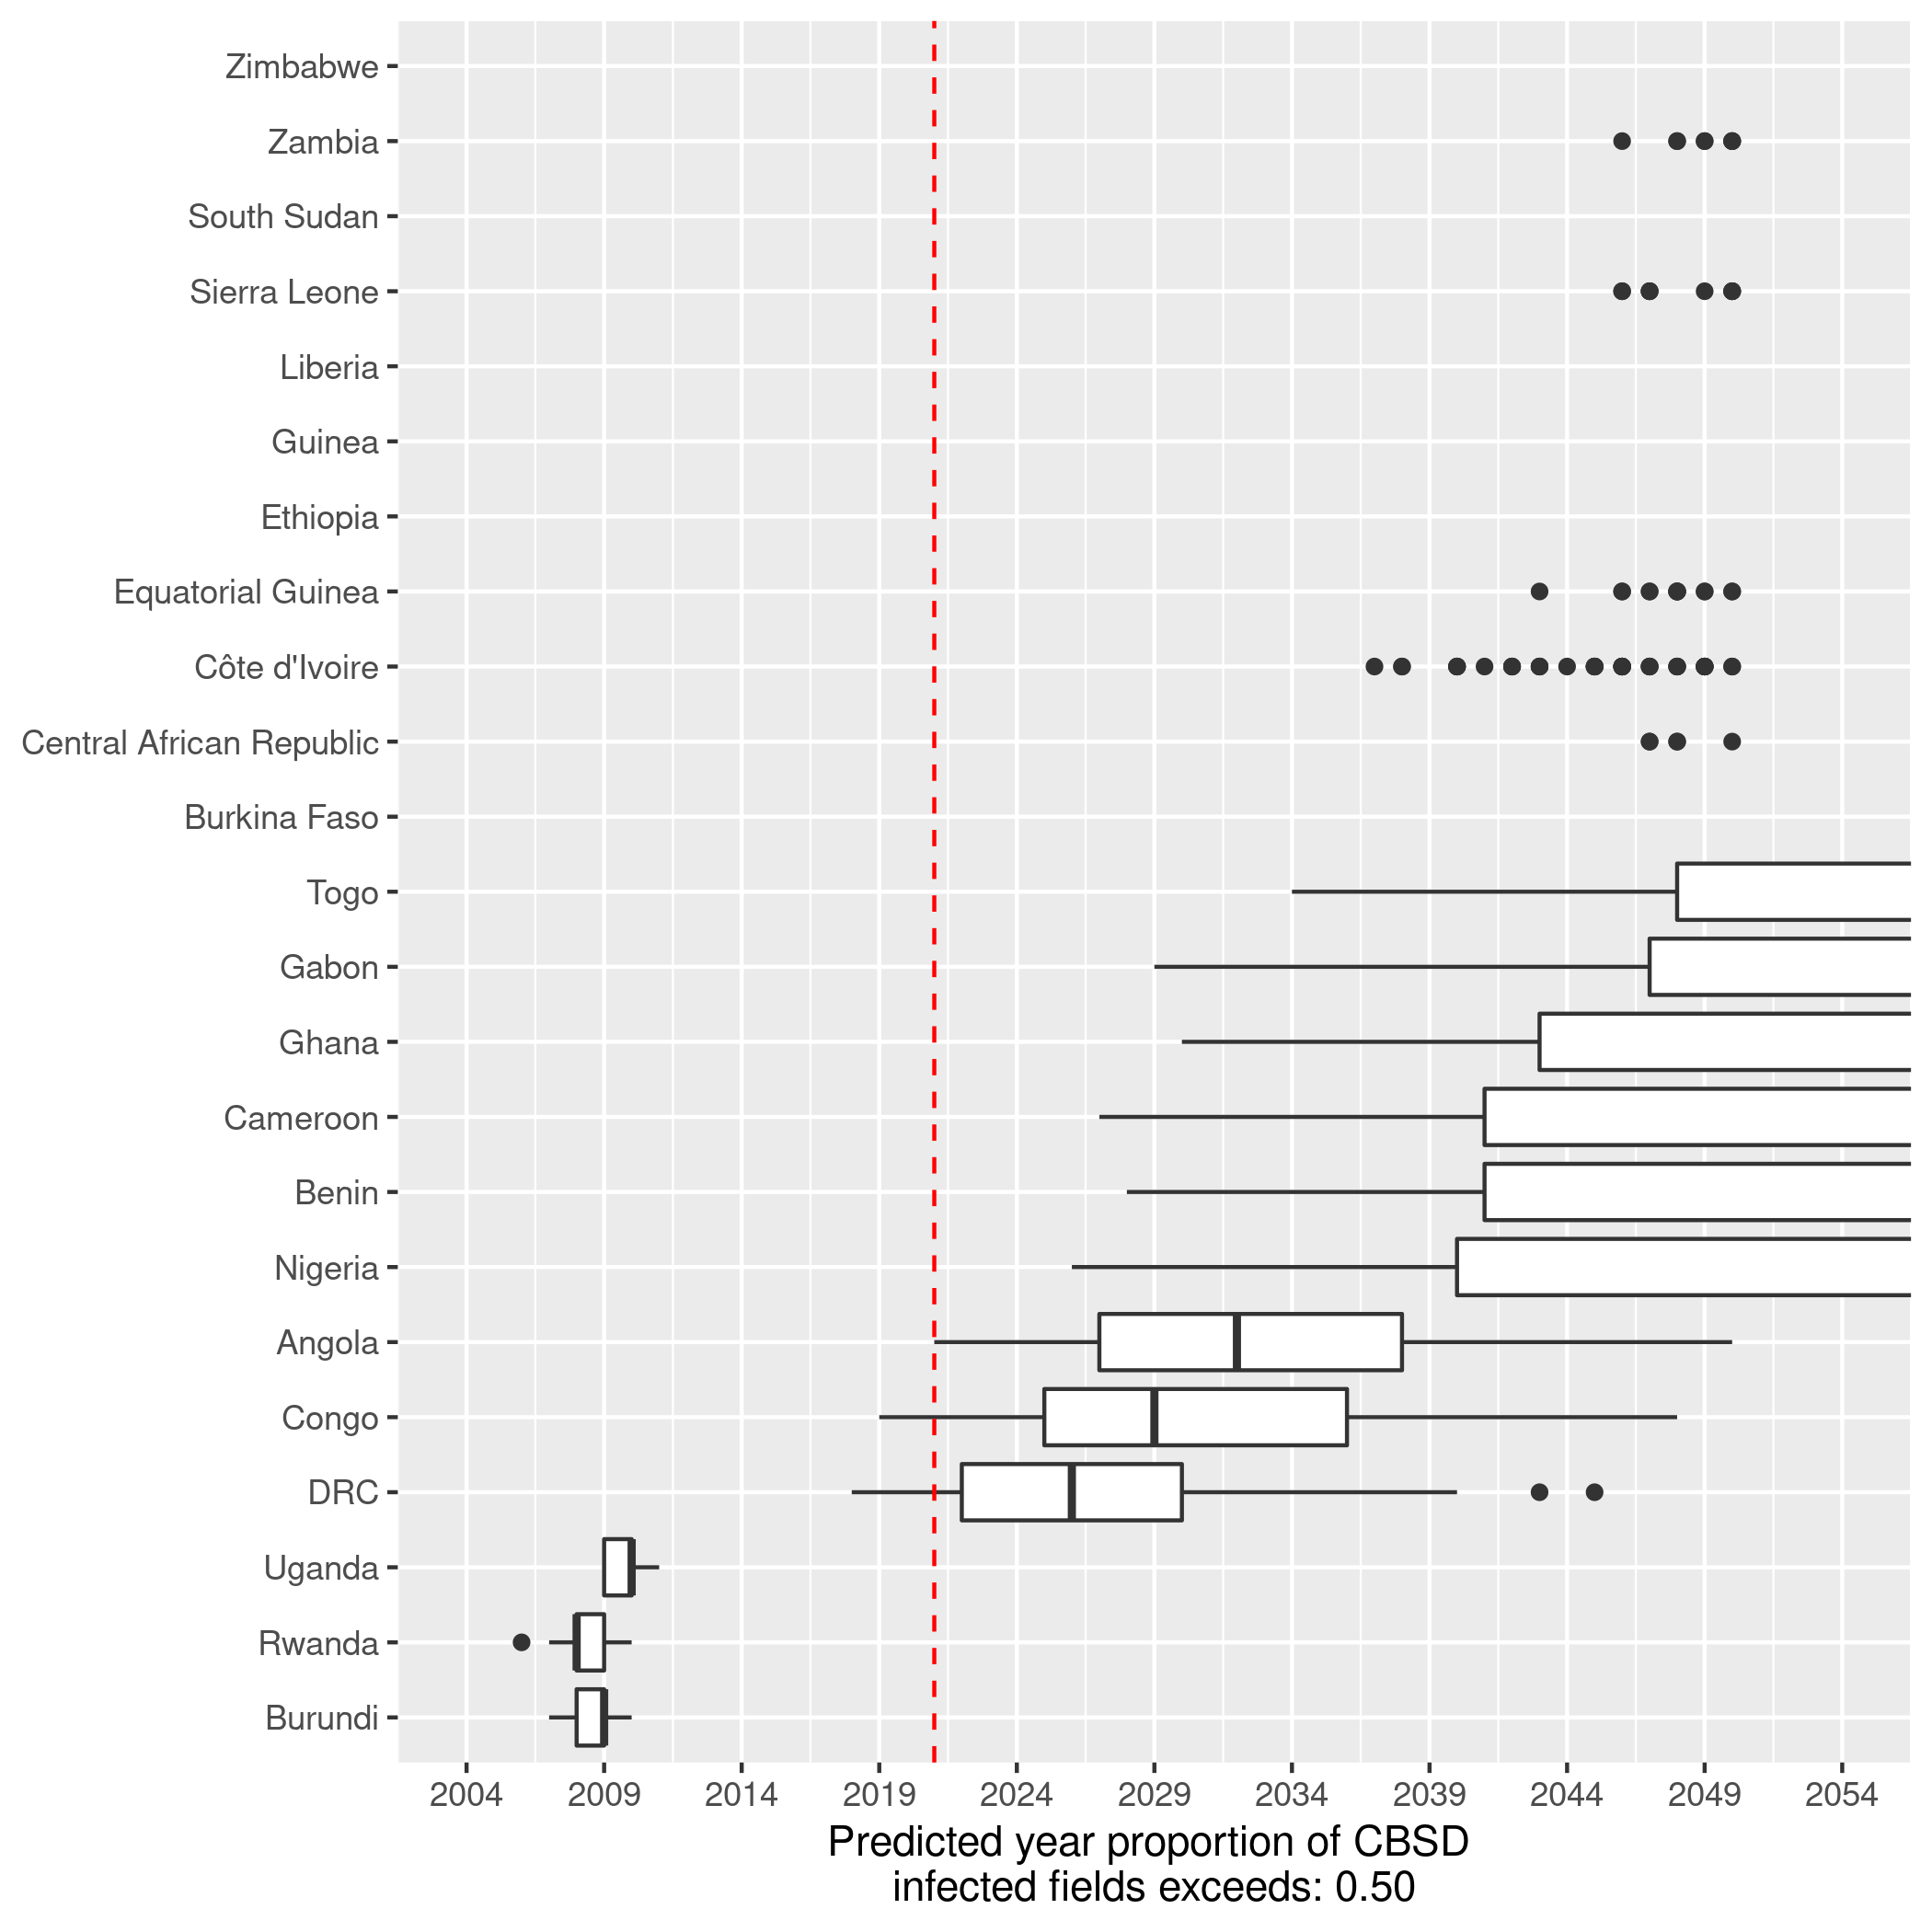 Zimbabwe
Zambia
South Sudan
Sierra Leone
Liberia
Guinea
Ethiopia
Equatorial Guinea
Côte d'Ivoire
Central African Republic
Burkina Faso
Togo
Gabon
Ghana
Cameroon
Benin
Nigeria
Angola
Congo
DRC
Uganda
Rwanda
Burundi
2004 2009 2014 2019 2024 2029 2034 2039 2044 2049 2054
Predicted year proportion of CBSD
infected fields exceeds: 0.50